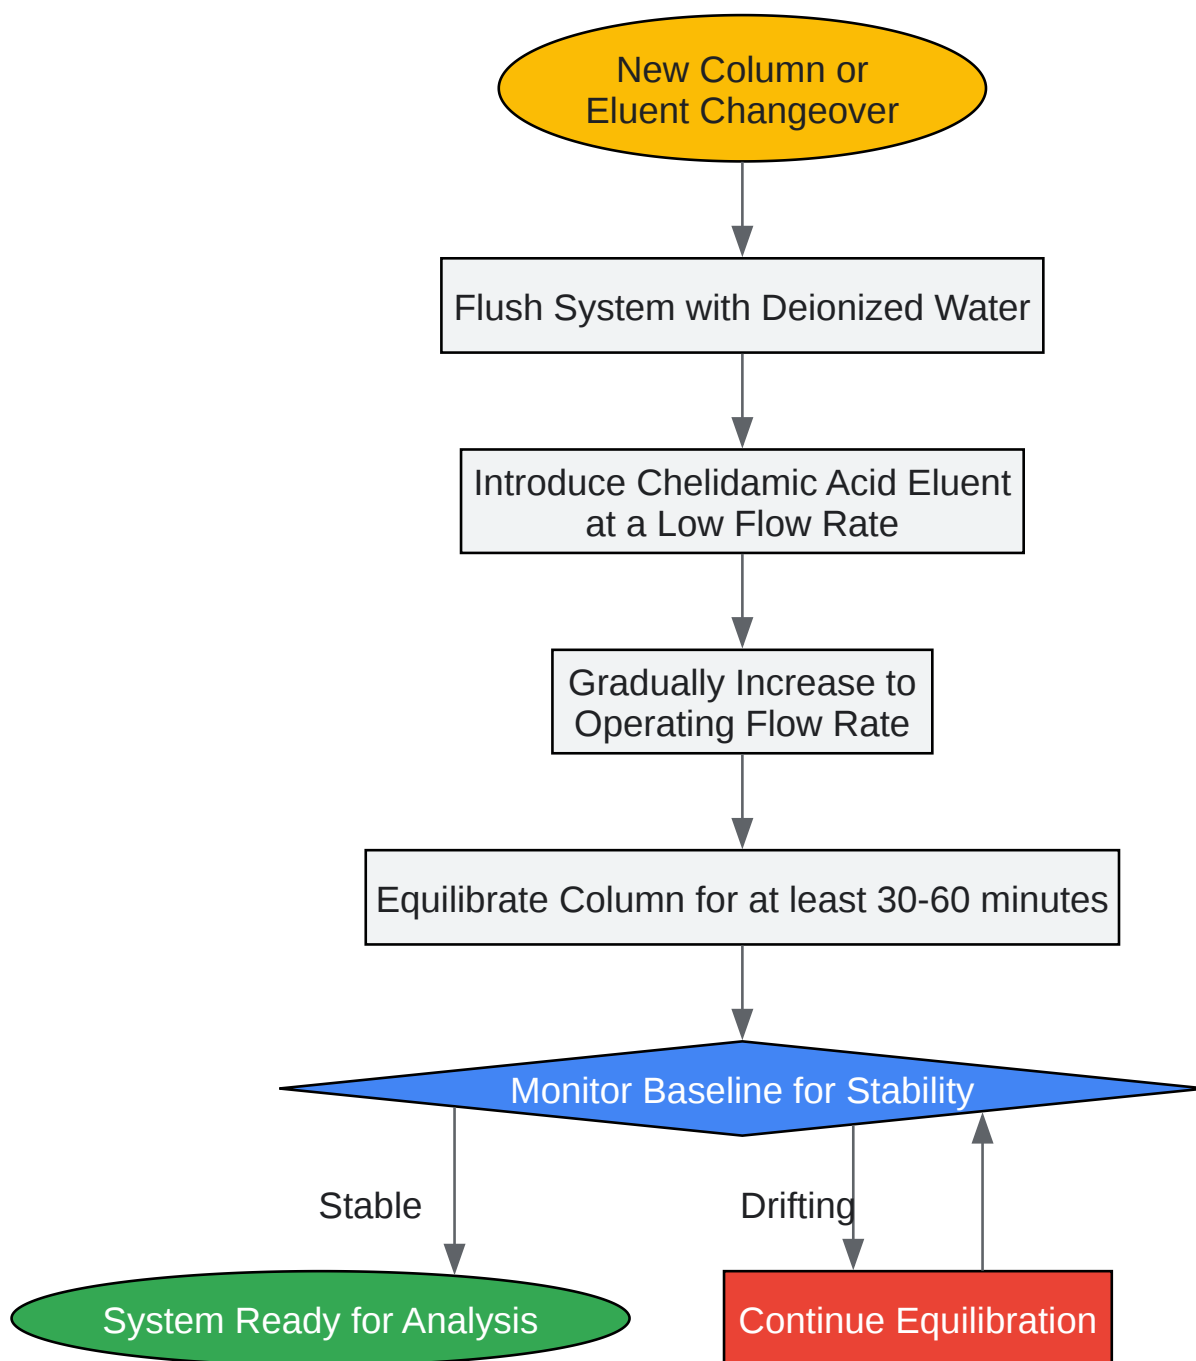 New Column or
Eluent Changeover
Flush System with Deionized Water
Introduce Chelidamic Acid Eluent
at a Low Flow Rate
Gradually Increase to
Operating Flow Rate
Equilibrate Column for at least 30-60 minutes
Monitor Baseline for Stability
Stable
Drifting
System Ready for Analysis
Continue Equilibration